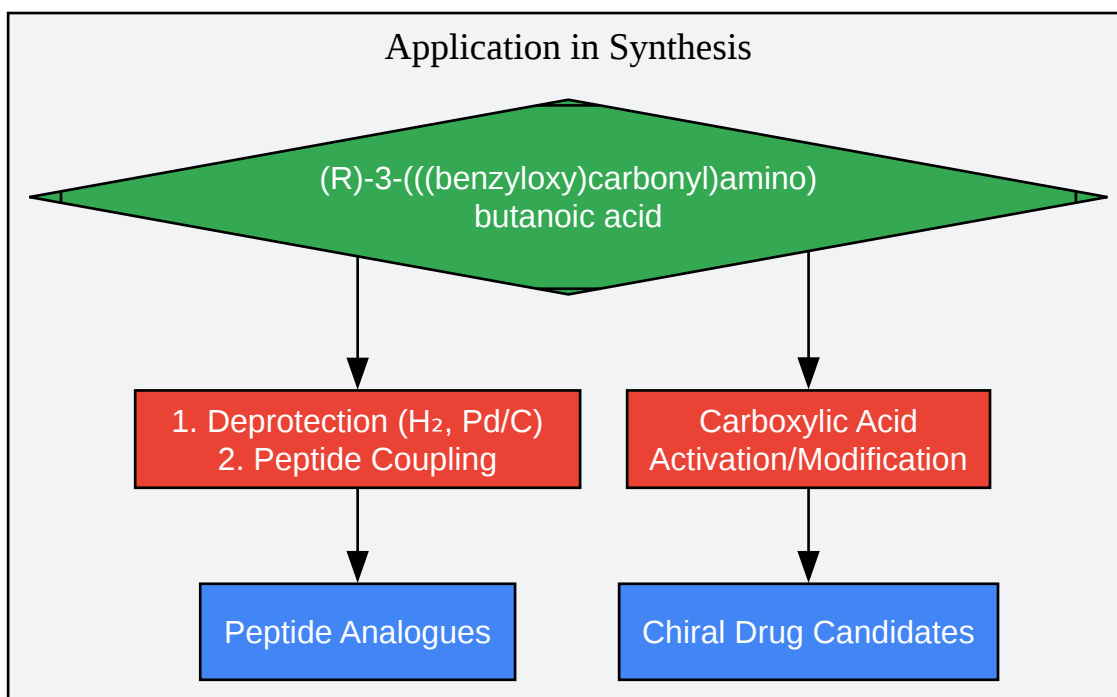 Application in Synthesis
(R)-3-(((benzyloxy)carbonyl)amino)
butanoic acid
1. Deprotection (H₂, Pd/C)
2. Peptide Coupling
Carboxylic Acid
Activation/Modification
Peptide Analogues
Chiral Drug Candidates